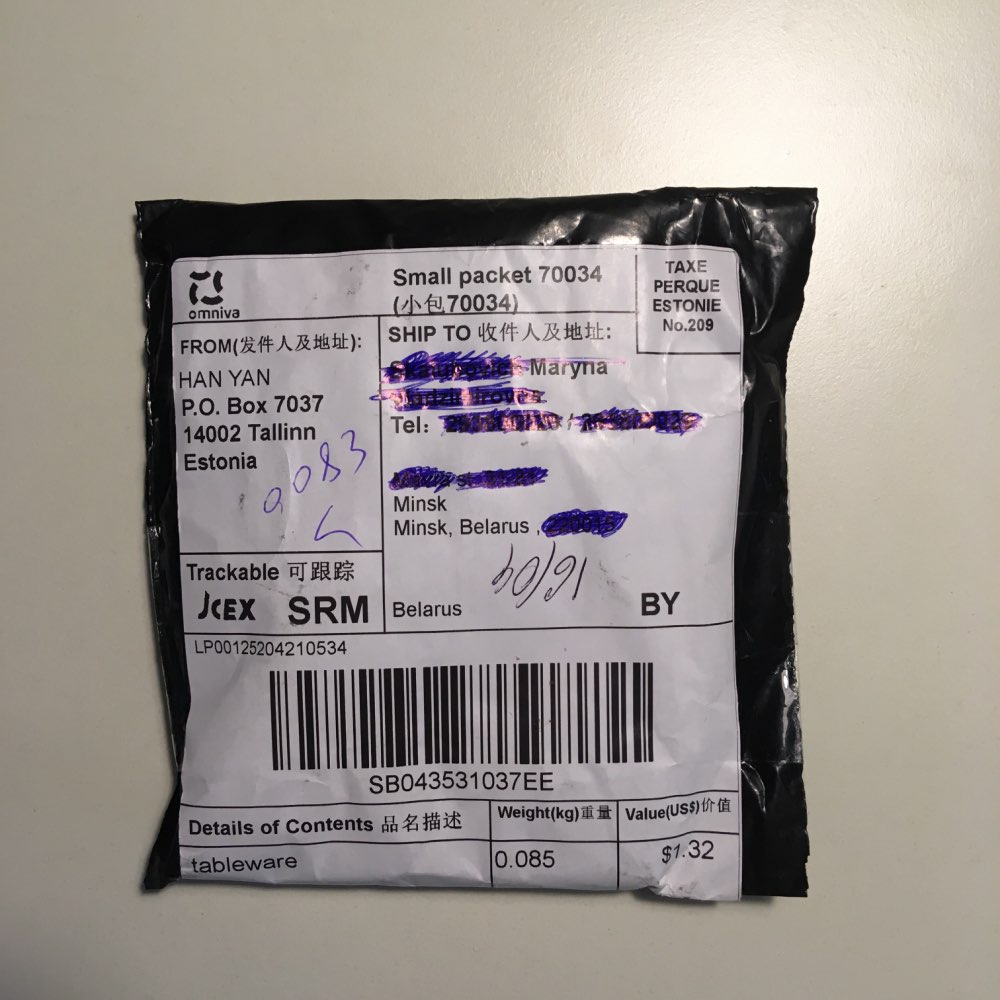 omniva
Small packet 70034
(小包70034)
TAXE
PERQUE
ESTONIE
No.209
FROM(发件人及地址):
HAN YAN
P.O. Box 7037
14002 Tallinn
Estonia
0083
SHIP TO 收件人及地址:
Maryna
Tel:
Minsk
Minsk, Belarus ,
Belarus
BY
Trackable 可跟踪
JCEX SRM
LP00125204210534
SB043531037EE
Details of Contents 品名描述
Weight(kg)重量
Value(US$)价值
tableware
0.085
$1.32